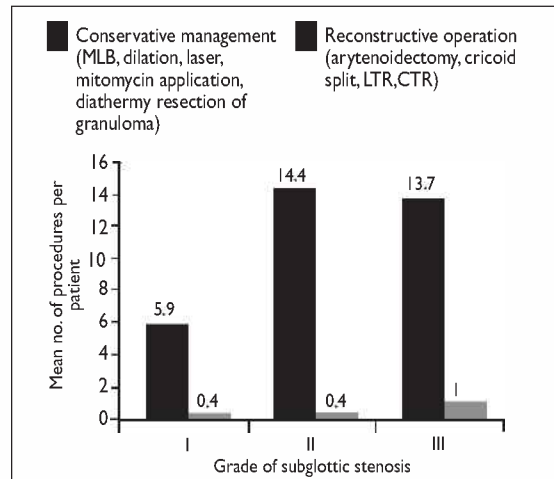 Conservative management
(MLB, dilation, laser,
mitomycin application,
diathermy resection of
granuloma)
Reconstructive operation
(arytenoidectomy, cricoid
split, LTR,CTR)
Mean no. of procedures per
patient
16
14
12
10
8
6
4
2
0
5.9
0.4
14.4
0.4
13.7
1
I
II
III
Grade of subglottic stenosis